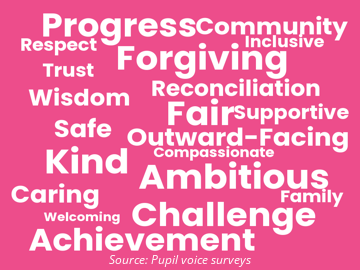 Progress
Community
Respect
Inclusive
Forgiving
Trust
Reconciliation
Wisdom
Fair
Supportive
Safe
Outward-Facing
Compassionate
Kind
Ambitious
Caring
Family
Welcoming
Challenge
Achievement
Source: Pupil voice surveys